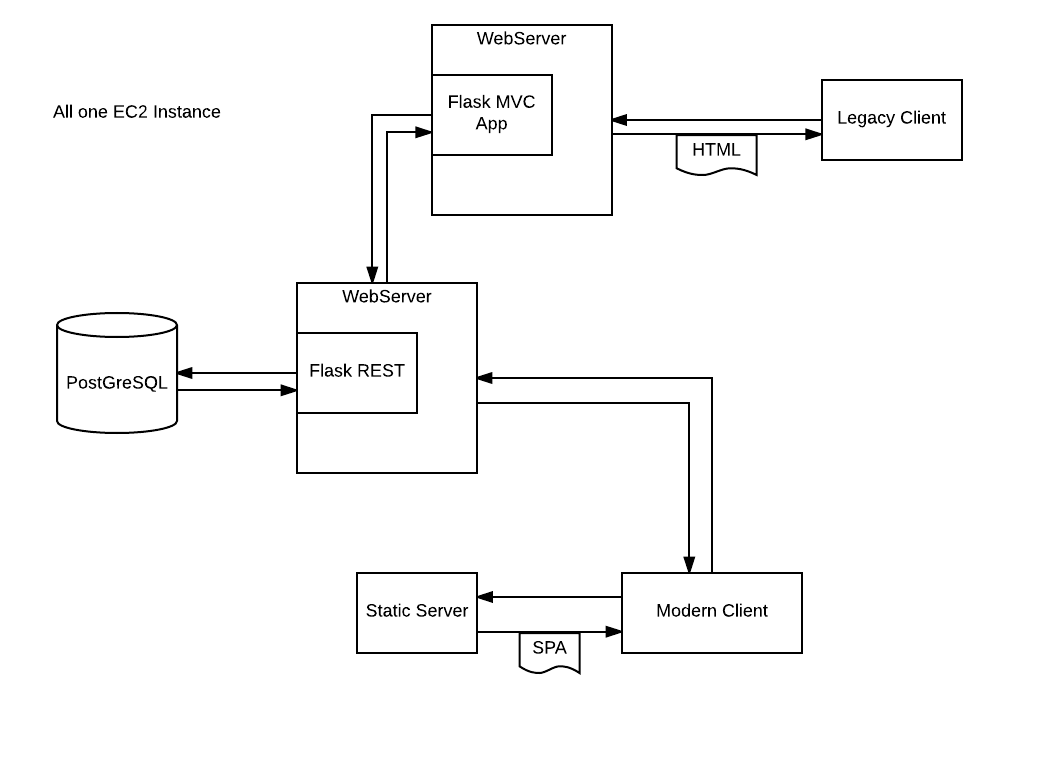 WebServer
Flask MVC
App
All one EC2 Instance
Legacy Client
HTML
WebServer
Flask REST
PostGreSQL
Static Server
Modern Client
SPA